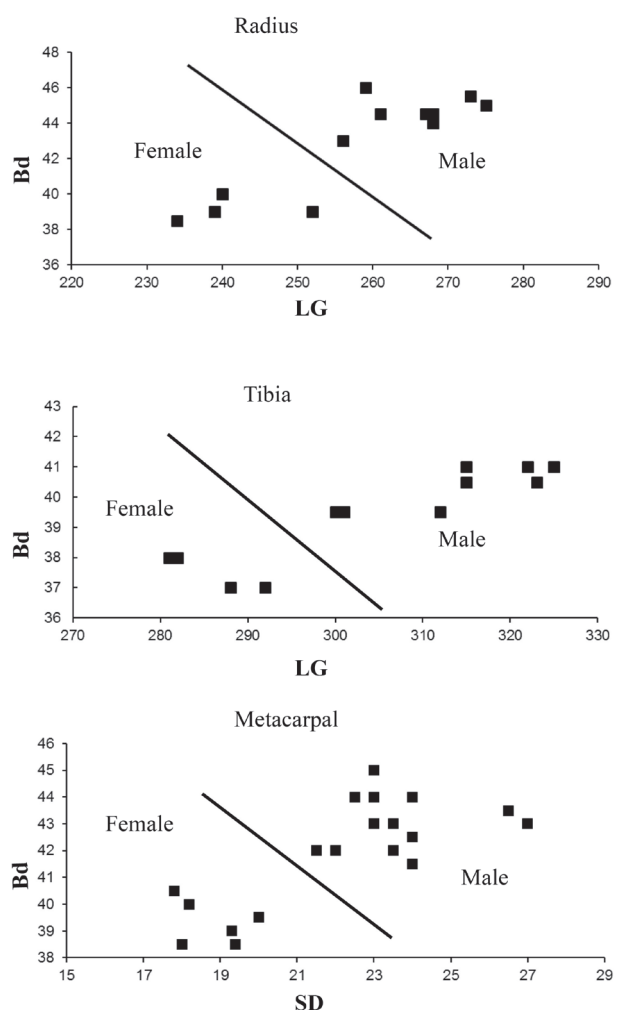 Radius
48
46
44
42
40
38
36
Bd
Female
Male
220 230 240 250 260 270 280 290
LG
Tibia
43
42
41
40
39
38
37
36
Bd
Female
Male
270 280 290 300 310 320 330
LG
Metacarpal
46
45
44
43
42
41
40
39
38
Bd
Female
Male
15 17 19 21 23 25 27 29
SD